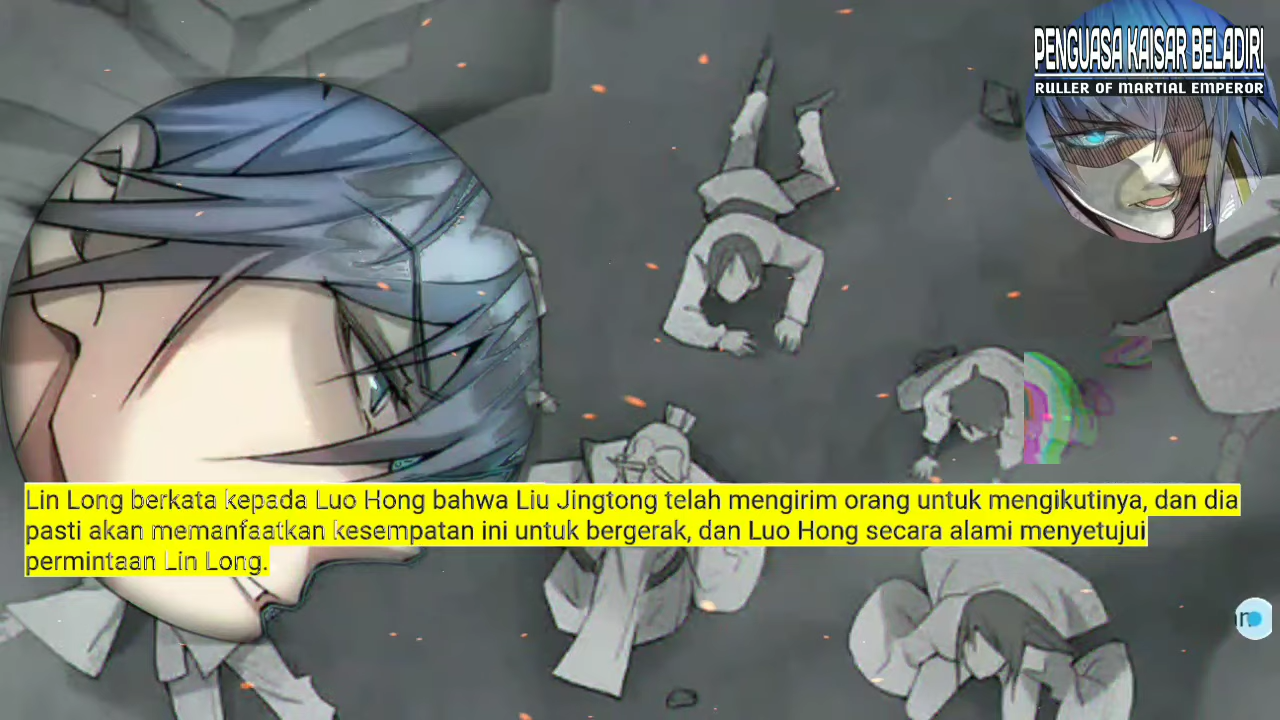 PENGUASA KAISAR BELADIRI
RULLER OF MARTIAL EMPEROR
Lin Long berkata kepada Luo Hong bahwa Liu Jingtong telah mengirim orang untuk mengikutinya, dan dia
pasti akan memanfaatkan kesempatan ini untuk bergerak, dan Luo Hong secara alami menyetujui
permintaan Lin Long.